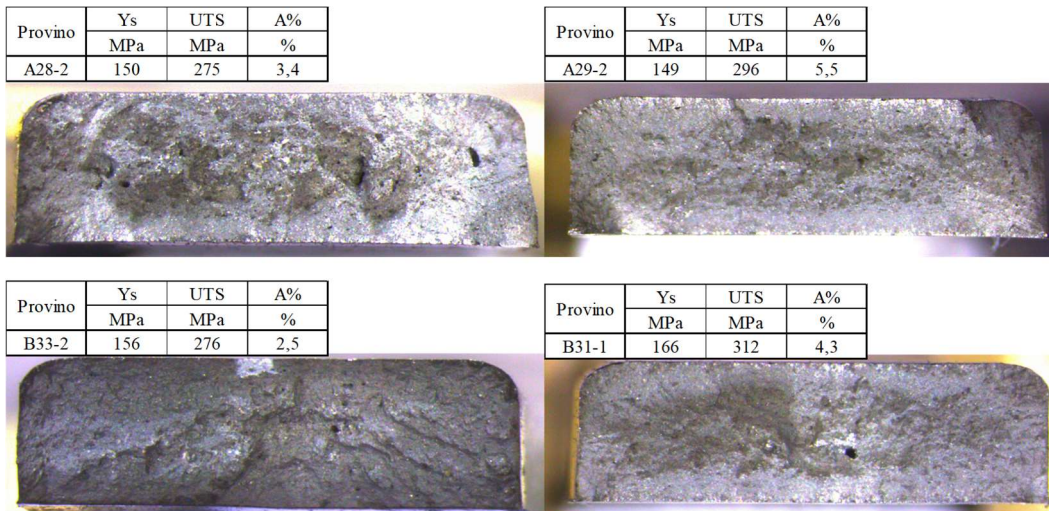 Provino Ys UTS A%
MPa MPa %
A28-2 150 275 3,4
Provino Ys UTS A%
MPa MPa %
A29-2 149 296 5,5
Provino Ys UTS A%
MPa MPa %
B33-2 156 276 2,5
Provino Ys UTS A%
MPa MPa %
B31-1 166 312 4,3